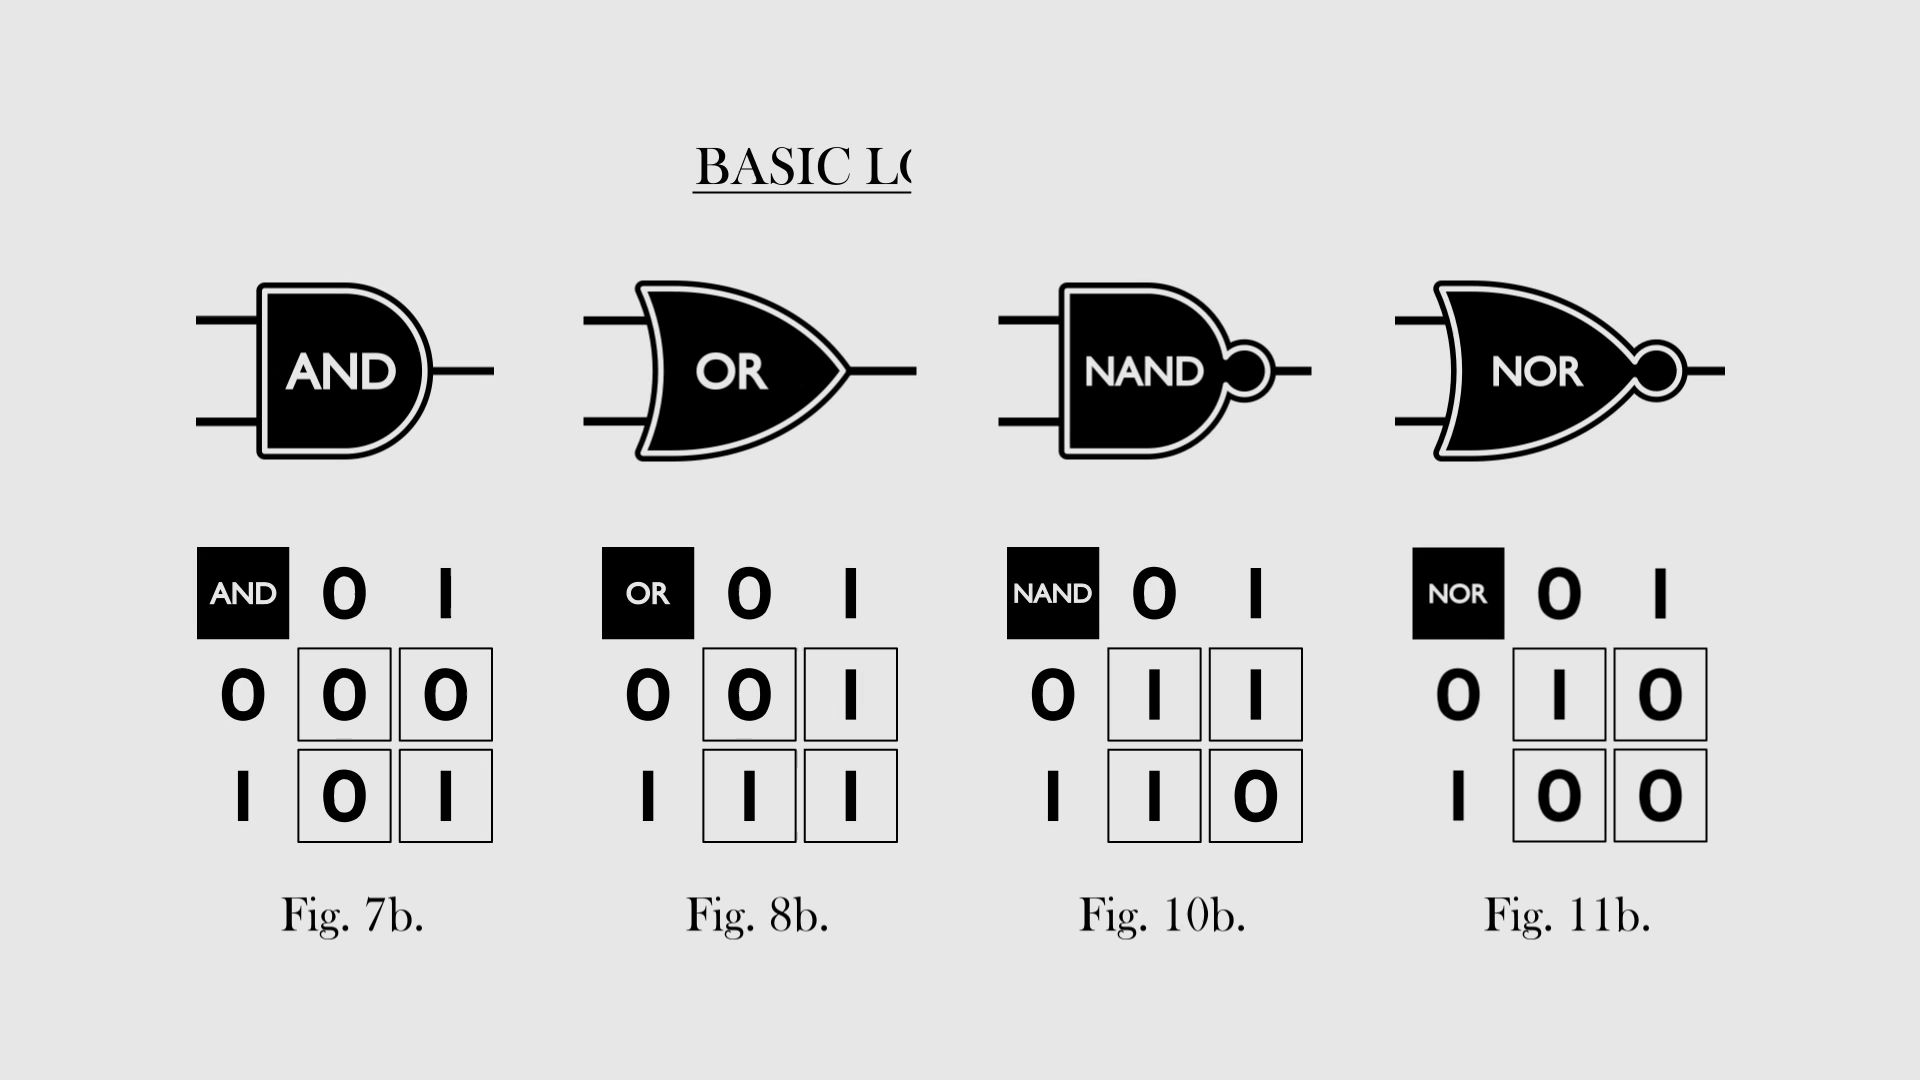 BASIC L
AND OR NAND NOR
AND 0 1 OR 0 1 NAND 0 1 NOR 0 1
0 0 0 0 0 1 0 1 1 0 1 0
1 0 1 1 1 1 1 1 0 1 0 0
Fig. 7b. Fig. 8b. Fig. 10b. Fig. 11b.